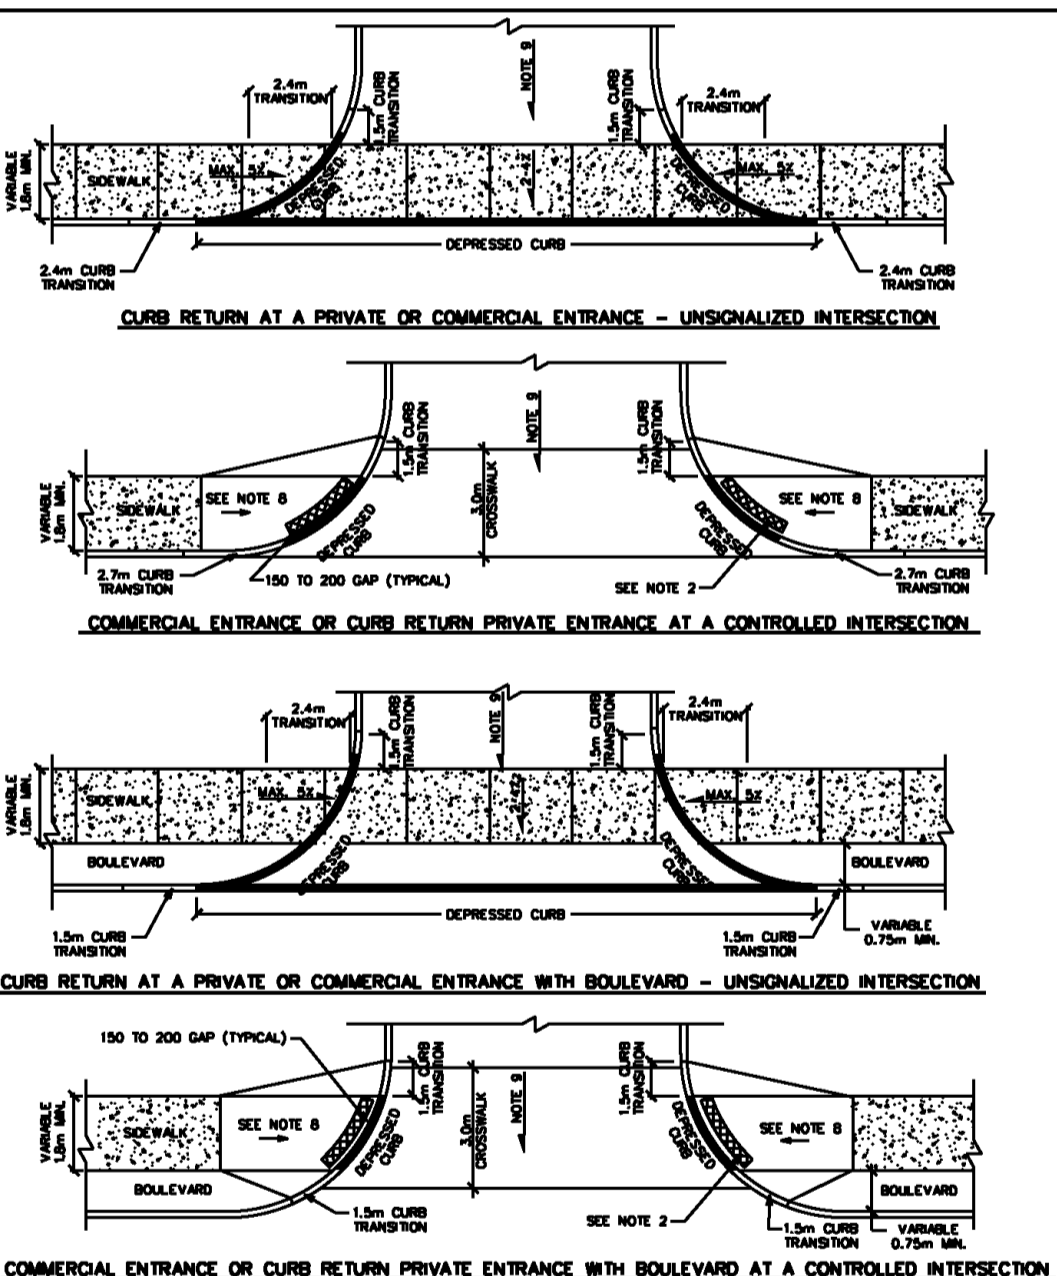 NOTE 9
2.4m
TRANSITION
1.5m CURB
TRANSITION
1.5m CURB
TRANSITION
2.4m
TRANSITION
VARIABLE
1.8m MIN.
SIDEWALK
MAX. 5%
DEPRESSED
CURB
2-4%
DEPRESSED
CURB
MAX. 5%
DEPRESSED CURB
2.4m CURB
TRANSITION
2.4m CURB
TRANSITION
CURB RETURN AT A PRIVATE OR COMMERCIAL ENTRANCE - UNSIGNALIZED INTERSECTION
NOTE 9
1.5m CURB
TRANSITION
1.5m CURB
TRANSITION
VARIABLE
1.8m MIN.
SIDEWALK
SEE NOTE 8
3.0m
CROSSWALK
SEE NOTE 8
SIDEWALK
DEPRESSED
CURB
DEPRESSED
CURB
2.7m CURB
TRANSITION
150 TO 200 GAP (TYPICAL)
SEE NOTE 2
2.7m CURB
TRANSITION
COMMERCIAL ENTRANCE OR CURB RETURN PRIVATE ENTRANCE AT A CONTROLLED INTERSECTION
2.4m
TRANSITION
1.5m CURB
TRANSITION
NOTE 9
1.5m CURB
TRANSITION
2.4m
TRANSITION
VARIABLE
1.8m MIN.
SIDEWALK
MAX. 5%
2-4%
MAX. 5%
BOULEVARD
DEPRESSED
CURB
DEPRESSED
CURB
BOULEVARD
DEPRESSED CURB
1.5m CURB
TRANSITION
1.5m CURB
TRANSITION
VARIABLE
0.75m MIN.
CURB RETURN AT A PRIVATE OR COMMERCIAL ENTRANCE WITH BOULEVARD - UNSIGNALIZED INTERSECTION
150 TO 200 GAP (TYPICAL)
1.5m CURB
TRANSITION
NOTE 9
1.5m CURB
TRANSITION
VARIABLE
1.8m MIN.
SIDEWALK
SEE NOTE 8
DEPRESSED
CURB
3.0m
CROSSWALK
DEPRESSED
CURB
SEE NOTE 8
SIDEWALK
BOULEVARD
BOULEVARD
1.5m CURB
TRANSITION
SEE NOTE 2
1.5m CURB
TRANSITION
VARIABLE
0.75m MIN.
COMMERCIAL ENTRANCE OR CURB RETURN PRIVATE ENTRANCE WITH BOULEVARD AT A CONTROLLED INTERSECTION